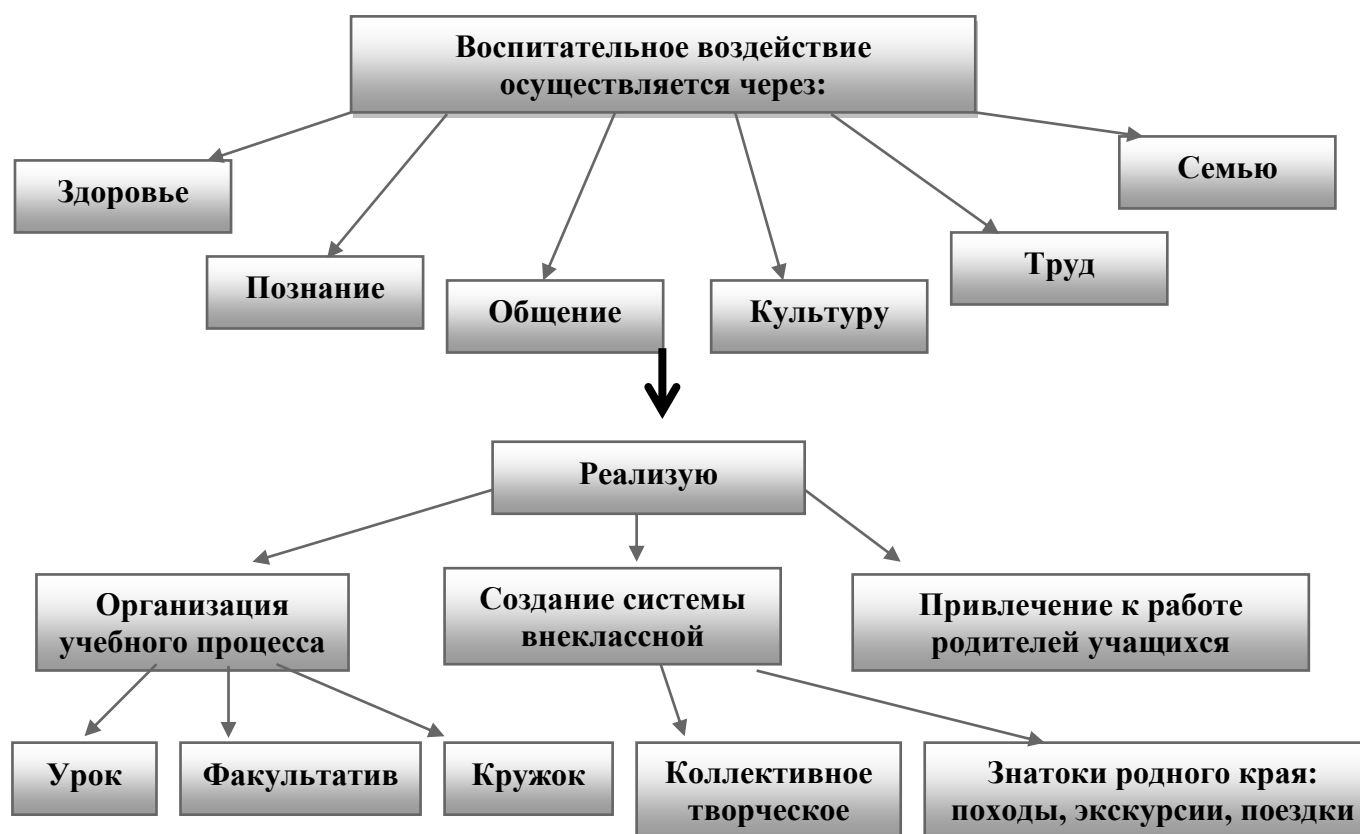 Воспитательное воздействие
осуществляется через:
Здоровье
Семью
Познание
Труд
Общение
Культуру
Реализую
Организация
учебного процесса
Создание системы
внеклассной
Привлечение к работе
родителей учащихся
Урок
Факультатив
Кружок
Коллективное
творческое
Знатоки родного края:
походы, экскурсии, поездки